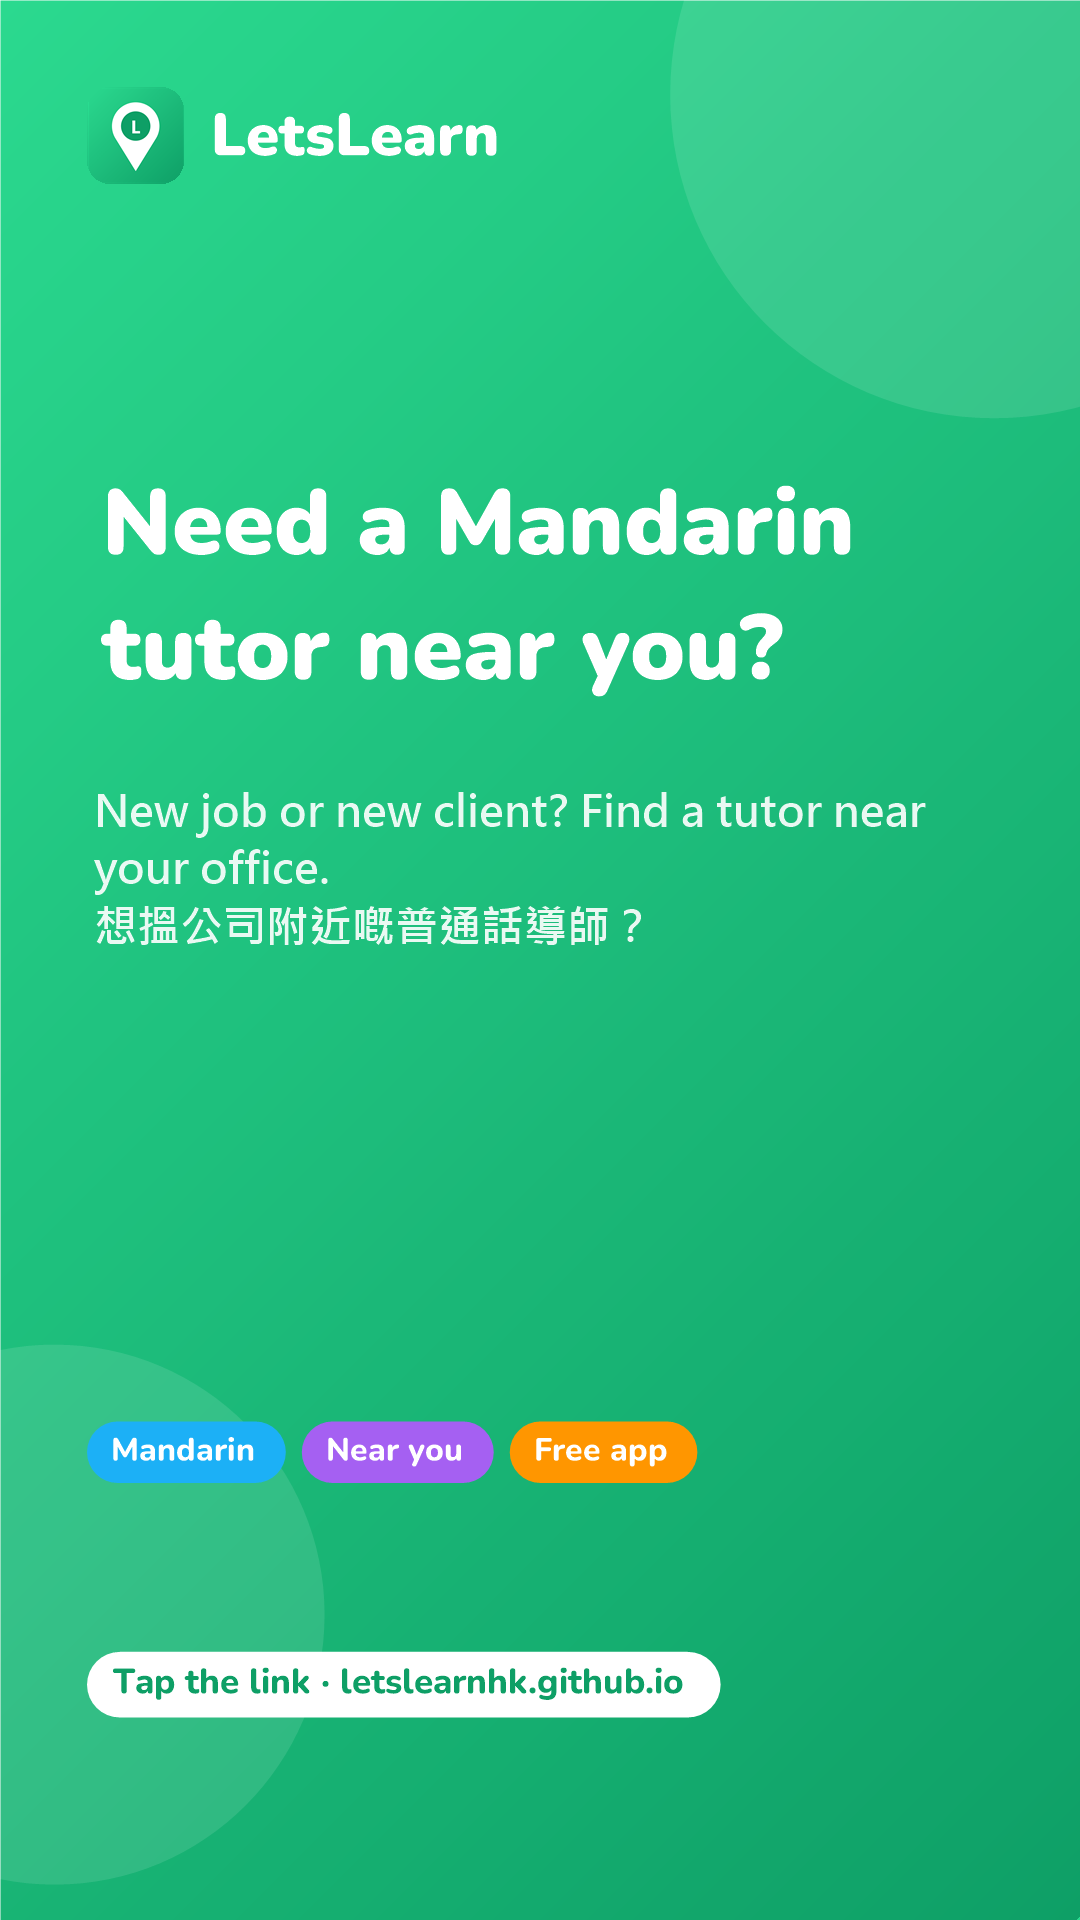 L
LetsLearn
Need a Mandarin
tutor near you?
New job or new client? Find a tutor near
your office.
想搵公司附近嘅普通話導師？
Mandarin
Near you
Free app
Tap the link · letslearnhk.github.io